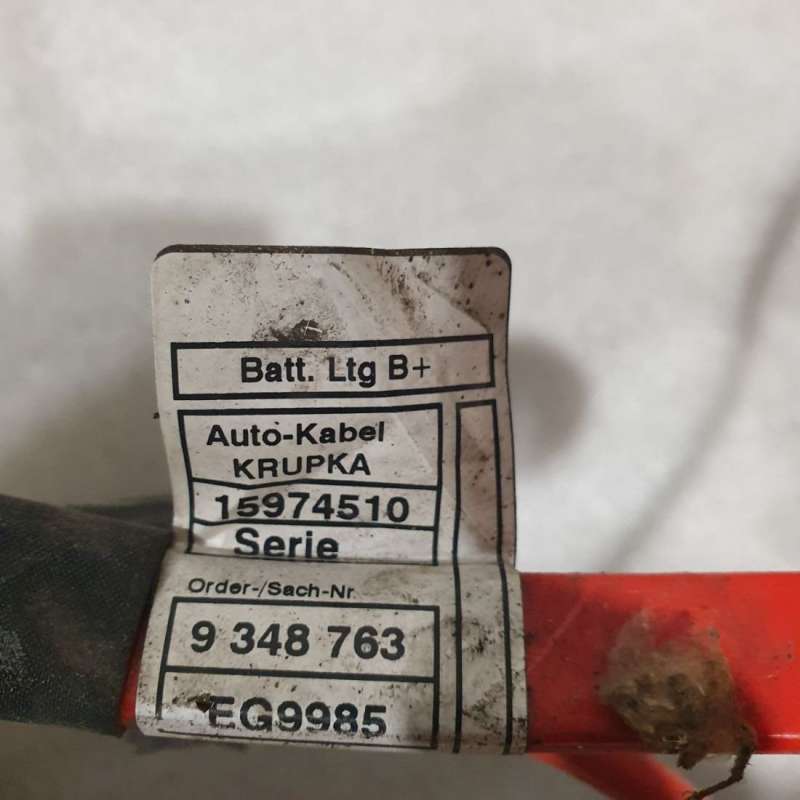 Batt. Ltg B+
Auto-Kabel
KRUPKA
15974510
Serie
Order-/Sach-Nr
9 348 763
EG9985